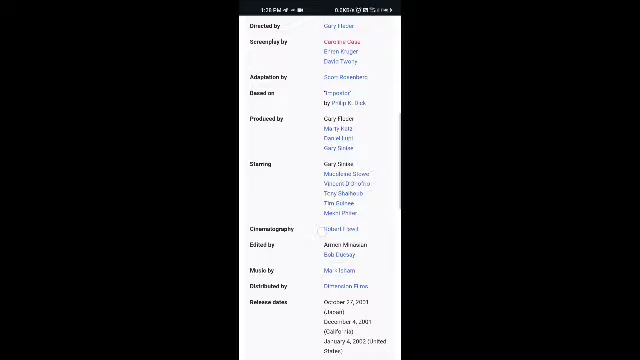 1:28 PM
Directed by Gary Fleder
Screenplay by Caroline Case
Ehren Kruger
David Twohy
Adaptation by Scott Rosenberg
Based on "Impostor"
by Philip K. Dick
Produced by Gary Fleder
Marty Katz
Daniel Lupi
Gary Sinise
Starring Gary Sinise
Madeleine Stowe
Vincent D'Onofrio
Tony Shalhoub
Tim Guinee
Mekhi Phifer
Cinematography Robert Elswit
Edited by Armen Minasian
Bob Ducsay
Music by Mark Isham
Distributed by Dimension Films
Release dates October 27, 2001
(Japan)
December 4, 2001
(California)
January 4, 2002 (United
States)